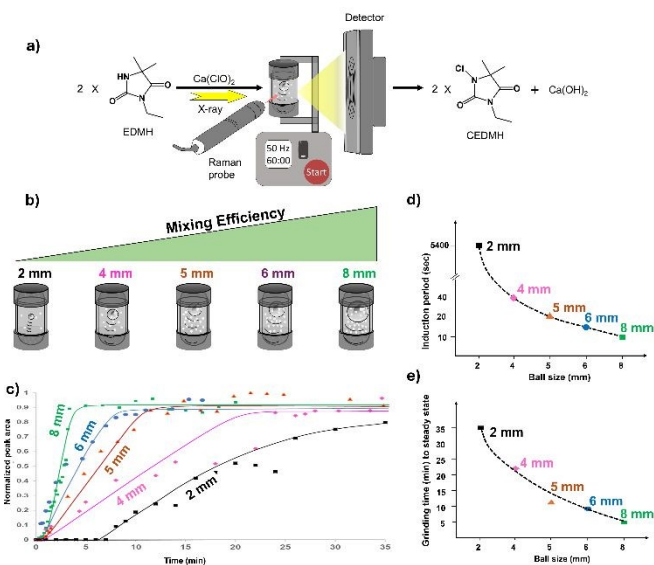 a)
Detector
2 X
HN
O
O
N
EDMH
Ca(ClO)₂
X-ray
Raman
probe
50 Hz
60:00
Start
2 X
Cl
N
O
O
N
CEDMH
+ Ca(OH)₂
b)
Mixing Efficiency
2 mm 4 mm 5 mm 6 mm 8 mm
c)
Normalized peak area
1
0.9
0.8
0.7
0.6
0.5
0.4
0.3
0.2
0.1
0
8 mm
6 mm
5 mm
4 mm
2 mm
0 5 10 15 20 25 30 35
Time (min)
d)
Induction period (sec)
5400
40
20
10
2 mm
4 mm
5 mm
6 mm
8 mm
2 4 5 6 8
Ball size (mm)
e)
Grinding time (min) to steady state
35
30
25
20
15
10
5
2 mm
4 mm
5 mm
6 mm
8 mm
2 4 5 6 8
Ball size (mm)